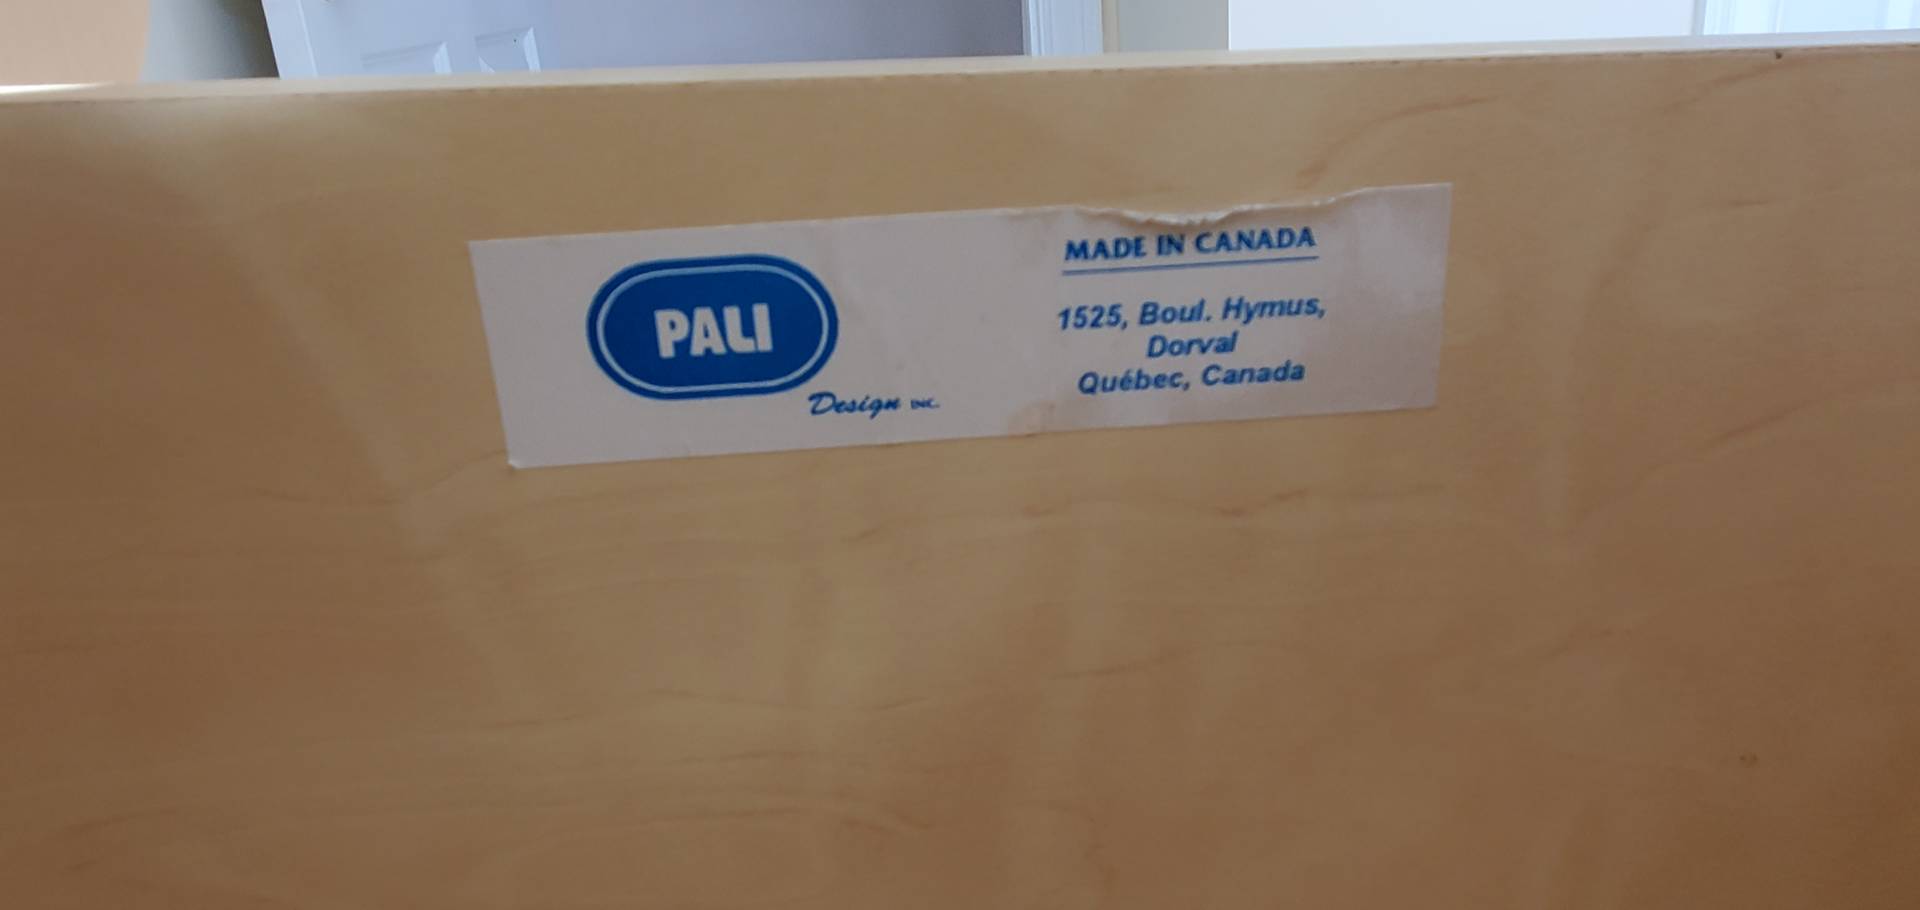 PALI
Design INC.
MADE IN CANADA
1525, Boul. Hymus,
Dorval
Québec, Canada